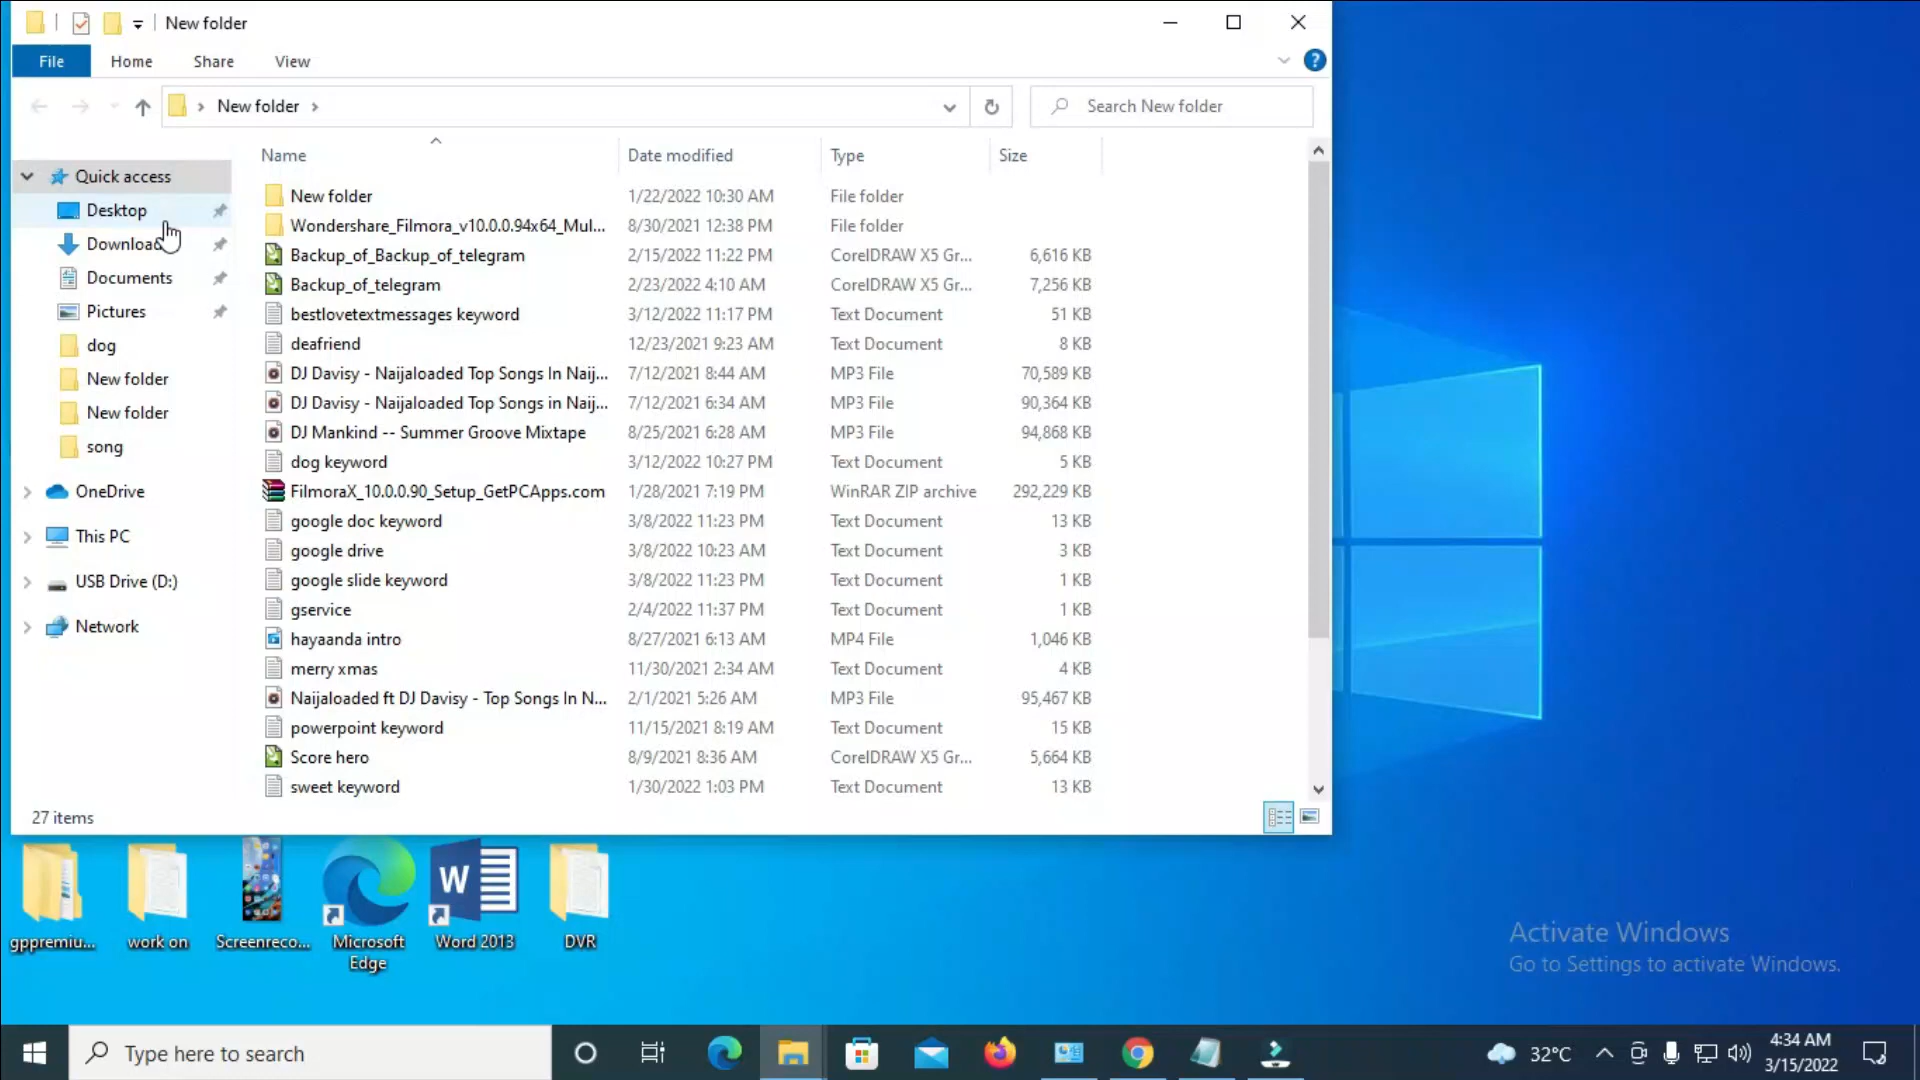 New folder
File Home Share View
New folder
Search New folder
Name Date modified Type Size
Quick access
Desktop
Documents
Pictures
dog
New folder
New folder
song
OneDrive
This PC
USB Drive (D:)
Network
New folder 1/22/2022 10:30 AM File folder
Wondershare_Filmora_v10.0.0.94x64_Mul... 8/30/2021 12:38 PM File folder
Backup_of_Backup_of_telegram 2/15/2022 11:22 PM CorelDRAW X5 Gr... 6,616 KB
Backup_of_telegram 2/23/2022 4:10 AM CorelDRAW X5 Gr... 7,256 KB
bestlovetextmessages keyword 3/12/2022 11:17 PM Text Document 51 KB
deafriend 12/23/2021 9:23 AM Text Document 8 KB
DJ Davisy - Naijaloaded Top Songs In Naij... 7/12/2021 8:44 AM MP3 File 70,589 KB
DJ Davisy - Naijaloaded Top Songs in Naij... 7/12/2021 6:34 AM MP3 File 90,364 KB
DJ Mankind -- Summer Groove Mixtape 8/25/2021 6:28 AM MP3 File 94,868 KB
dog keyword 3/12/2022 10:27 PM Text Document 5 KB
FilmoraX_10.0.0.90_Setup_GetPCApps.com 1/28/2021 7:19 PM WinRAR ZIP archive 292,229 KB
google doc keyword 3/8/2022 11:23 PM Text Document 13 KB
google drive 3/8/2022 10:23 AM Text Document 3 KB
google slide keyword 3/8/2022 11:23 PM Text Document 1 KB
gservice 2/4/2022 11:37 PM Text Document 1 KB
hayaanda intro 8/27/2021 6:13 AM MP4 File 1,046 KB
merry xmas 11/30/2021 2:34 AM Text Document 4 KB
Naijaloaded ft DJ Davisy - Top Songs In N... 2/1/2021 5:26 AM MP3 File 95,467 KB
powerpoint keyword 11/15/2021 8:19 AM Text Document 15 KB
Score hero 8/9/2021 8:36 AM CorelDRAW X5 Gr... 5,664 KB
sweet keyword 1/30/2022 1:03 PM Text Document 13 KB
27 items
gppremiu... work on Screenreco... Microsoft Edge Word 2013 DVR
Activate Windows
Go to Settings to activate Windows.
Type here to search
32°C
4:34 AM
3/15/2022